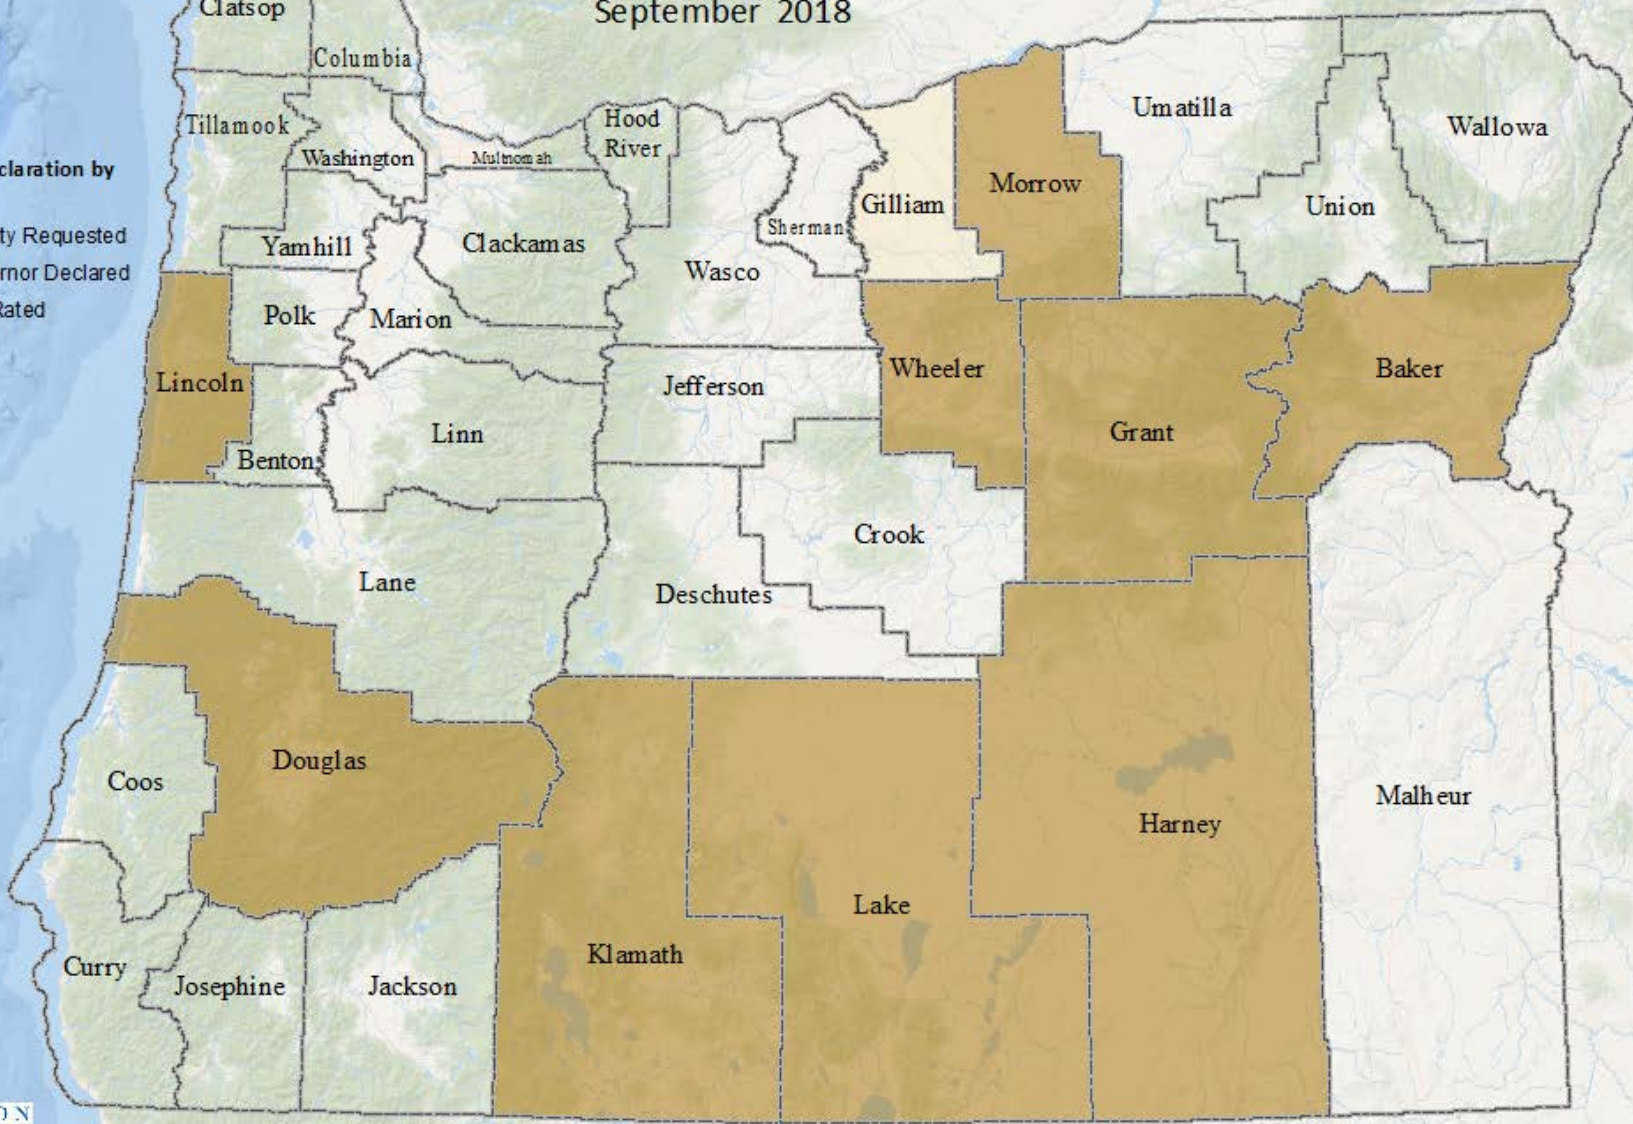 September 2018
Clatsop
Columbia
Tillamook
Washington
Multnomah
Hood
River
Umatilla
Wallowa
claration by
Morrow
Gilliam
Union
Sherman
ty Requested
Yamhill
Clackamas
Wasco
rnor Declared
Rated
Polk
Marion
Lincoln
Wheeler
Baker
Jefferson
Linn
Grant
Benton
Crook
Lane
Deschutes
Douglas
Coos
Malheur
Harney
Lake
Klamath
Curry
Josephine
Jackson
ON